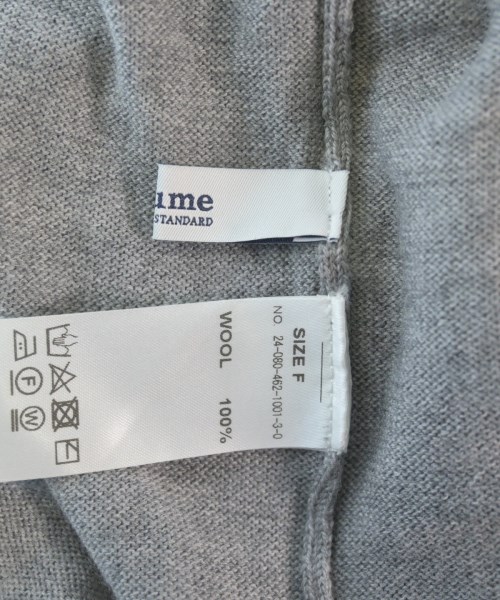 ume
STANDARD
SIZE F
NO. 24-080-462-1001-3-0
WOOL 100%
F
W